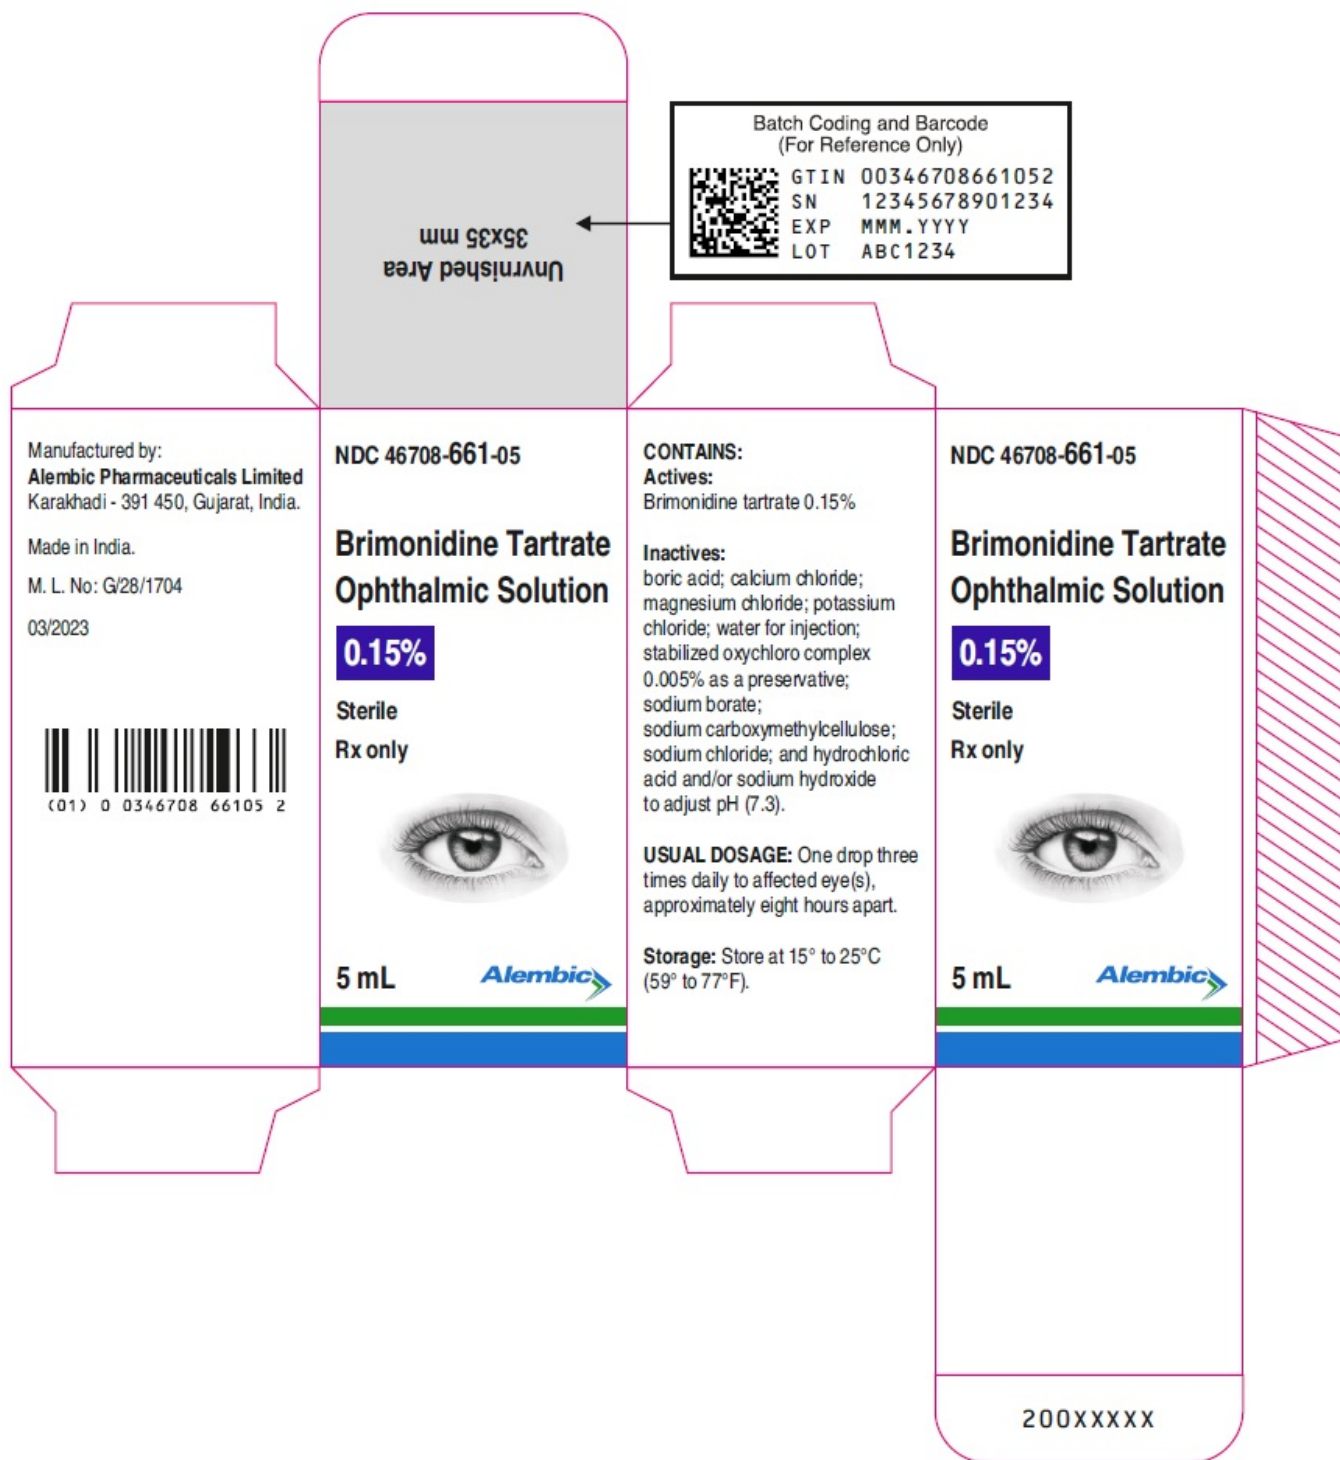 Unvrnished Area
35x35 mm
Batch Coding and Barcode
(For Reference Only)
GTIN 00346708661052
SN 12345678901234
EXP MMM.YYYY
LOT ABC1234
Manufactured by:
Alembic Pharmaceuticals Limited
Karakhadi - 391 450, Gujarat, India.
Made in India.
M. L. No: G/28/1704
03/2023
(01) 0 0346708 66105 2
NDC 46708-661-05
Brimonidine Tartrate
Ophthalmic Solution
0.15%
Sterile
Rx only
5 mL
Alembic
CONTAINS:
Actives:
Brimonidine tartrate 0.15%
Inactives:
boric acid; calcium chloride;
magnesium chloride; potassium
chloride; water for injection;
stabilized oxychloro complex
0.005% as a preservative;
sodium borate;
sodium carboxymethylcellulose;
sodium chloride; and hydrochloric
acid and/or sodium hydroxide
to adjust pH (7.3).
USUAL DOSAGE: One drop three
times daily to affected eye(s),
approximately eight hours apart.
Storage: Store at 15° to 25°C
(59° to 77°F).
NDC 46708-661-05
Brimonidine Tartrate
Ophthalmic Solution
0.15%
Sterile
Rx only
5 mL
Alembic
200XXXXX